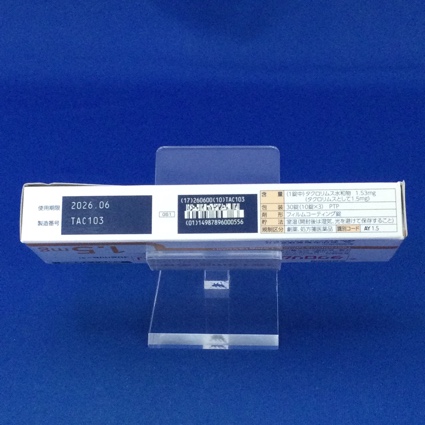 使用期限 2026.06
製造番号 TAC103
(17)260600(10)TAC103
(01)14987896000556
(1錠中)タクロリムス水和物 1.53mg
(タクロリムスとして1.5mg)
包装 30錠(10錠×3) PTP
剤形 フィルムコーティング錠
貯法 室温(開封後は湿気、光を避けて保存すること)
規制区分 劇薬、処方箋医薬品 識別コード AY 1.5
1.5mg